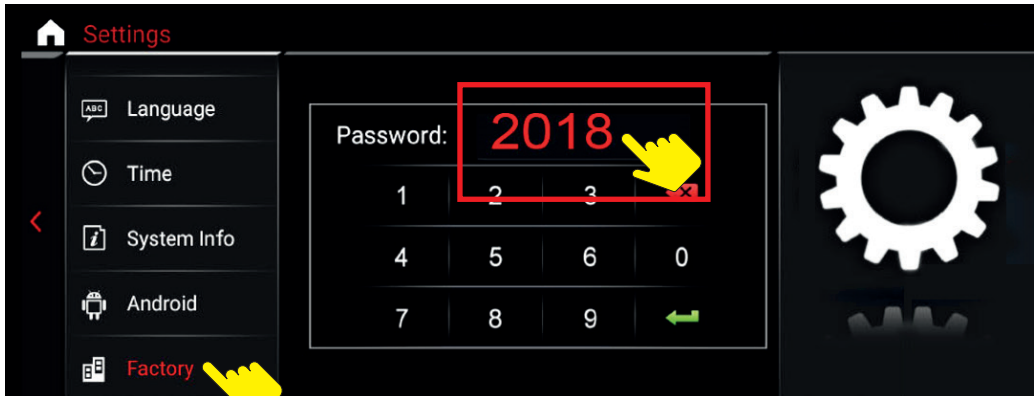 Settings
ABC Language
Time
i System Info
Android
Factory
Password: 2018
1 2 3
4 5 6 0
7 8 9